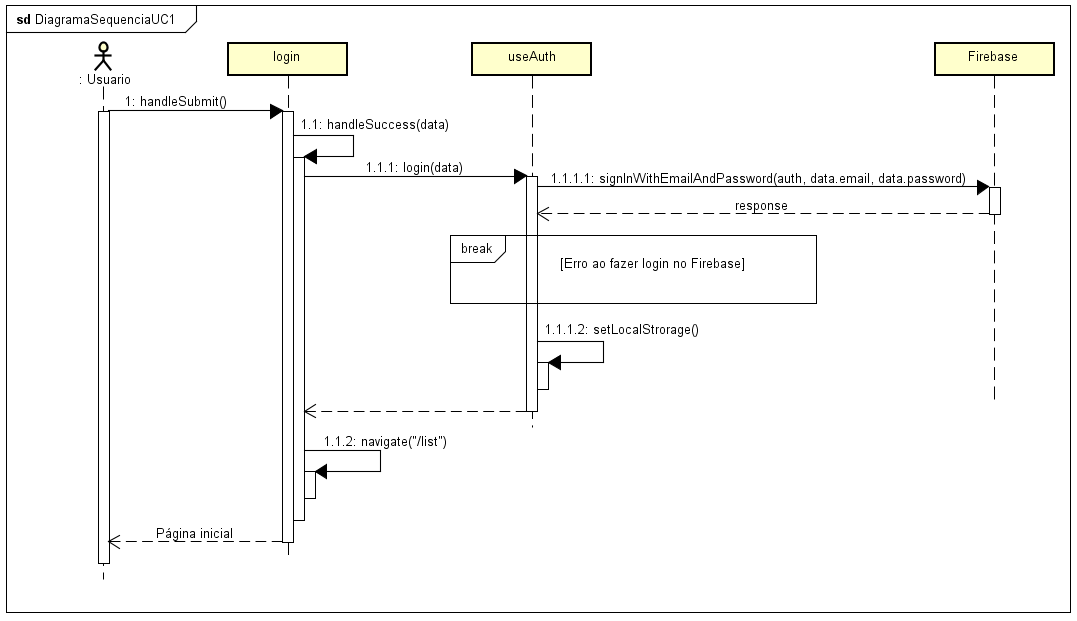 sd DiagramaSequenciaUC1
login
useAuth
Firebase
: Usuario
1: handleSubmit()
1.1: handleSuccess(data)
1.1.1: login(data)
1.1.1.1: signInWithEmailAndPassword(auth, data.email, data.password)
response
break
[Erro ao fazer login no Firebase]
1.1.1.2: setLocalStrorage()
1.1.2: navigate("/list")
Página inicial